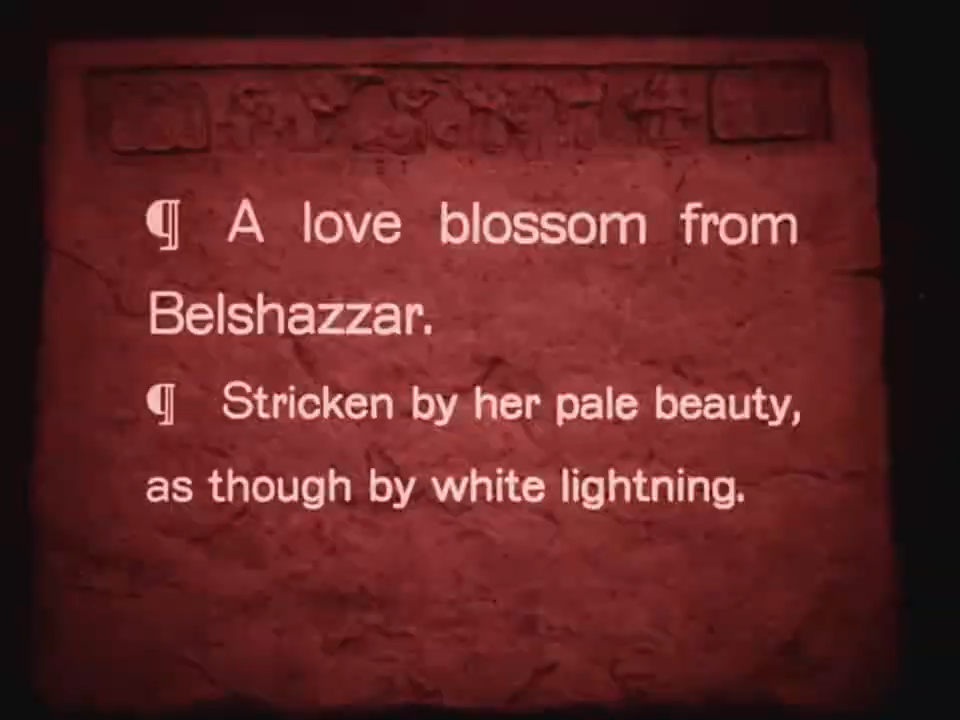 ¶ A love blossom from
Belshazzar.
¶ Stricken by her pale beauty,
as though by white lightning.